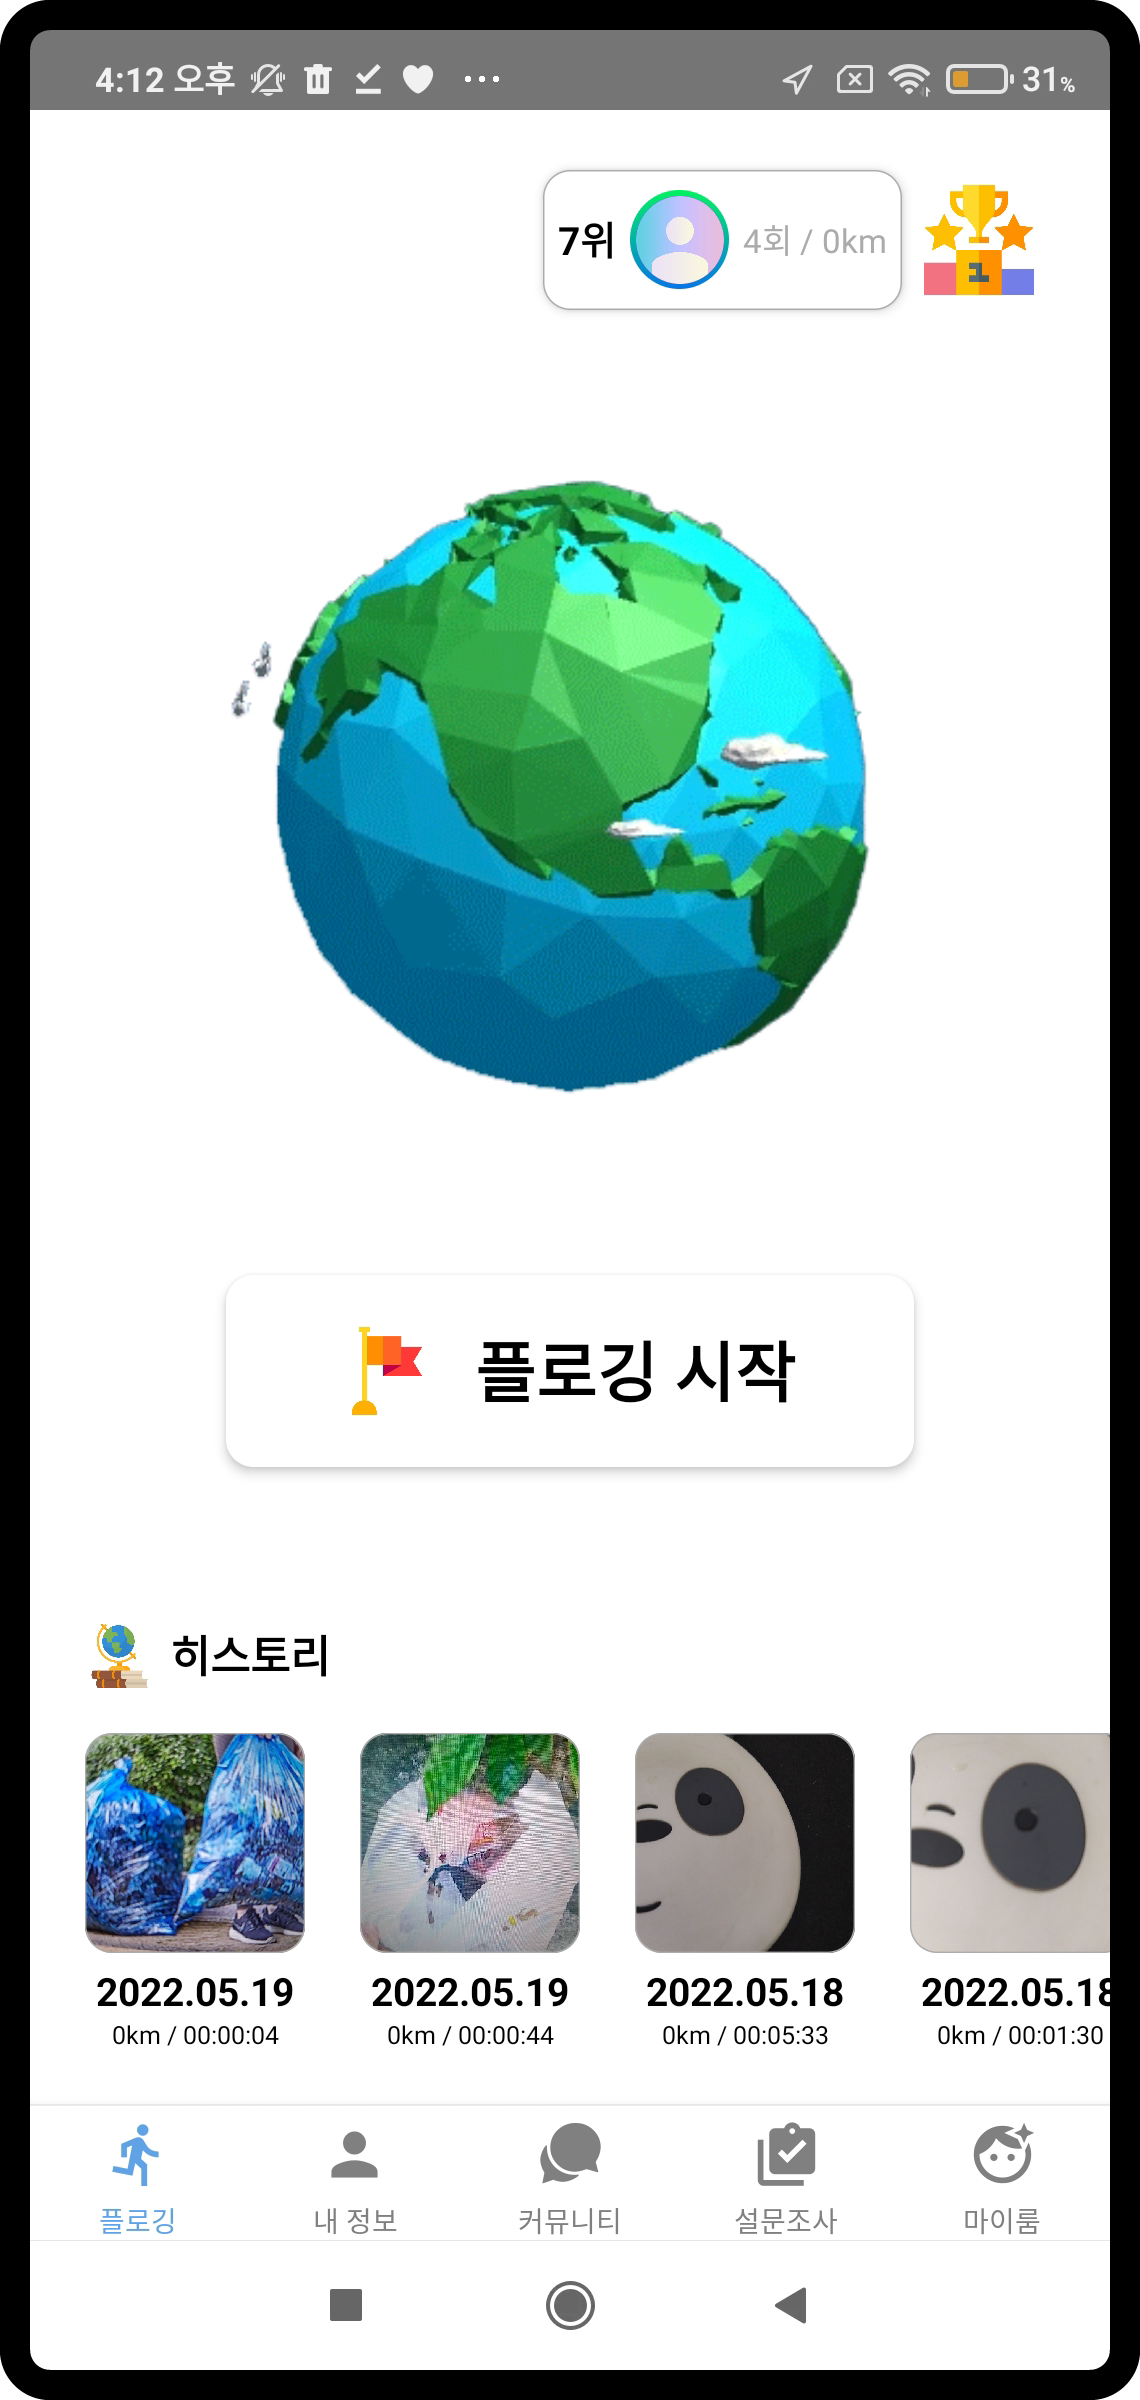 4:12 오후 31%
7위 4회 / 0km
1
플로깅 시작
히스토리
2022.05.19 2022.05.19 2022.05.18 2022.05.18
0km / 00:00:04 0km / 00:00:44 0km / 00:05:33 0km / 00:01:30
플로깅 내 정보 커뮤니티 설문조사 마이룸